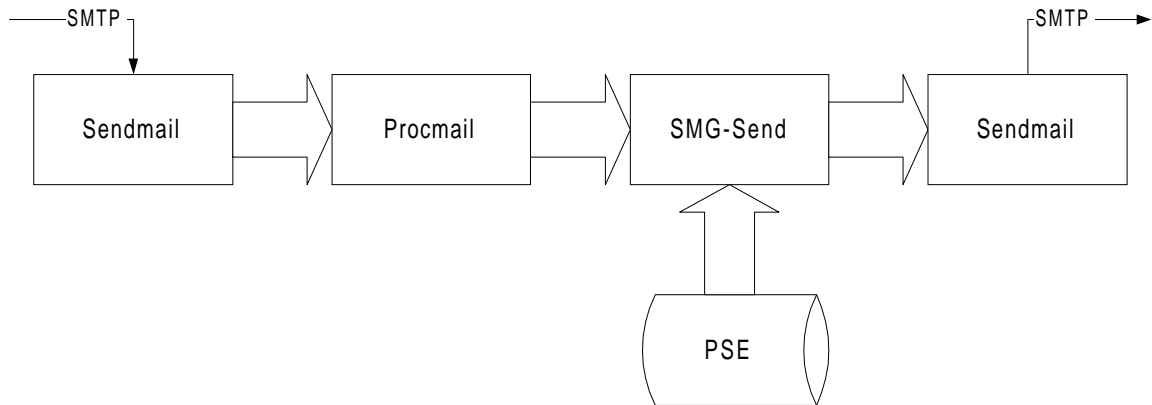 SMTP
SMTP
Sendmail
Procmail
SMG-Send
Sendmail
PSE